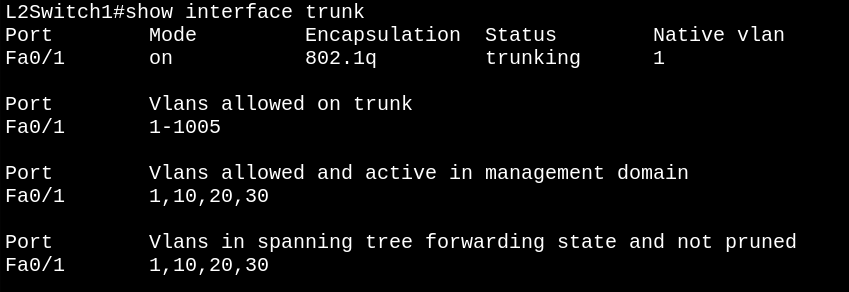 L2Switch1#show interface trunk
Port        Mode         Encapsulation  Status        Native vlan
Fa0/1       on           802.1q         trunking      1
Port        Vlans allowed on trunk
Fa0/1       1-1005
Port        Vlans allowed and active in management domain
Fa0/1       1,10,20,30
Port        Vlans in spanning tree forwarding state and not pruned
Fa0/1       1,10,20,30